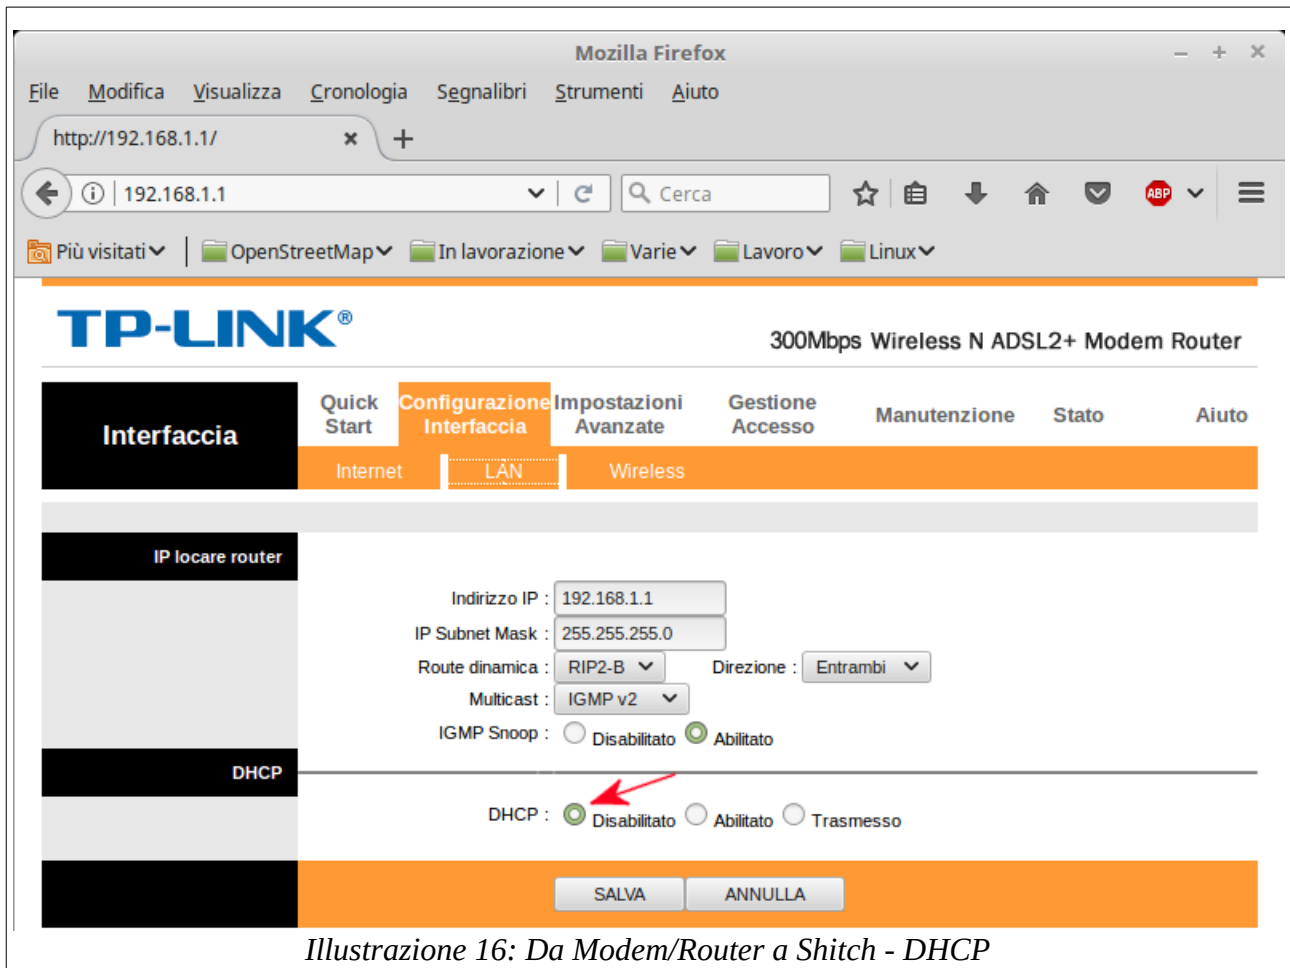 Mozilla Firefox
File Modifica Visualizza Cronologia Segnalibri Strumenti Aiuto
http://192.168.1.1/
192.168.1.1 Cerca ABP
Più visitati OpenStreetMap In lavorazione Varie Lavoro Linux
TP-LINK®
300Mbps Wireless N ADSL2+ Modem Router
Interfaccia
Quick Start Configurazione Interfaccia Impostazioni Avanzate Gestione Accesso Manutenzione Stato Aiuto
Internet LAN Wireless
IP locare router
Indirizzo IP : 192.168.1.1
IP Subnet Mask : 255.255.255.0
Route dinamica : RIP2-B Direzione : Entrambi
Multicast : IGMP v2
IGMP Snoop : Disabilitato Abilitato
DHCP
DHCP : Disabilitato Abilitato Trasmesso
SALVA ANNULLA
Illustrazione 16: Da Modem/Router a Shitch - DHCP